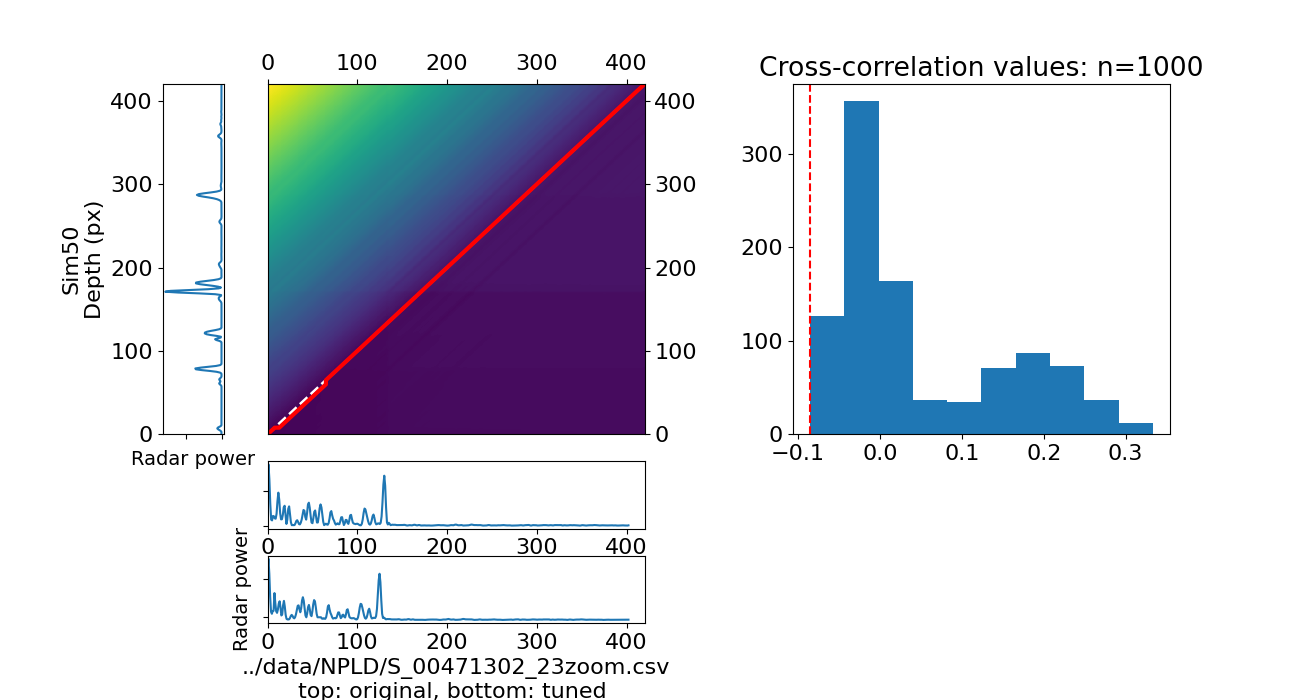 0 100 200 300 400
Cross-correlation values: n=1000
400
300
200
100
0
Sim50
Depth (px)
Radar power
400
300
200
100
0
300
200
100
0
−0.1 0.0 0.1 0.2 0.3
0 100 200 300 400
Radar power
0 100 200 300 400
../data/NPLD/S_00471302_23zoom.csv
top: original, bottom: tuned